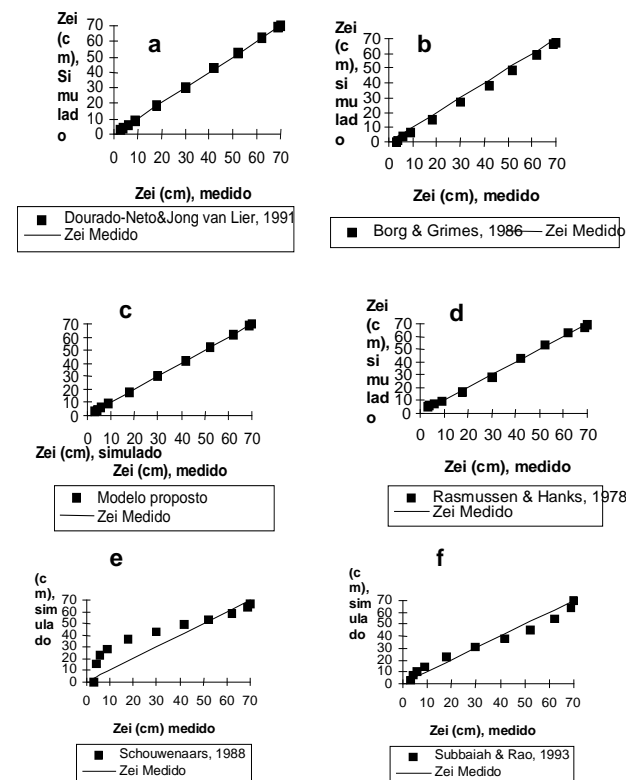 a
Zei
(c
m),
Si
mu
lad
o
70
60
50
40
30
20
10
0
0 10 20 30 40 50 60 70
Zei (cm), medido
Dourado-Neto&Jong van Lier, 1991
Zei Medido
b
Zei
(c
m),
si
mu
lad
o
70
60
50
40
30
20
10
0
0 10 20 30 40 50 60 70
Zei (cm), medido
Borg & Grimes, 1986 Zei Medido
c
70
60
50
40
30
20
10
0
0 10 20 30 40 50 60 70
Zei (cm), simulado
Zei (cm), medido
Modelo proposto
Zei Medido
d
Zei
(c
m),
si
mu
lad
o
70
60
50
40
30
20
10
0
0 10 20 30 40 50 60 70
Zei (cm), medido
Rasmussen & Hanks, 1978
Zei Medido
e
(c
m),
sim
ula
do
70
60
50
40
30
20
10
0
0 10 20 30 40 50 60 70
Zei (cm) medido
Schouwenaars, 1988
Zei Medido
f
(c
m),
sim
ula
do
70
60
50
40
30
20
10
0
0 10 20 30 40 50 60 70
Zei (cm), medido
Subbaiah & Rao, 1993
Zei Medido